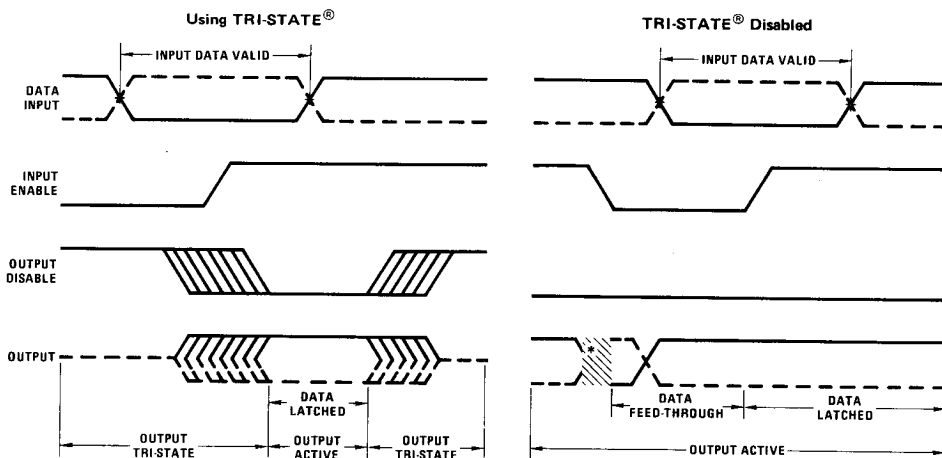 Using TRI-STATE®
INPUT DATA VALID
DATA
INPUT
INPUT
ENABLE
OUTPUT
DISABLE
OUTPUT
DATA
LATCHED
OUTPUT
TRI-STATE
OUTPUT
ACTIVE
OUTPUT
TRI-STATE
TRI-STATE® Disabled
INPUT DATA VALID
*
DATA
FEED-THROUGH
DATA
LATCHED
OUTPUT ACTIVE